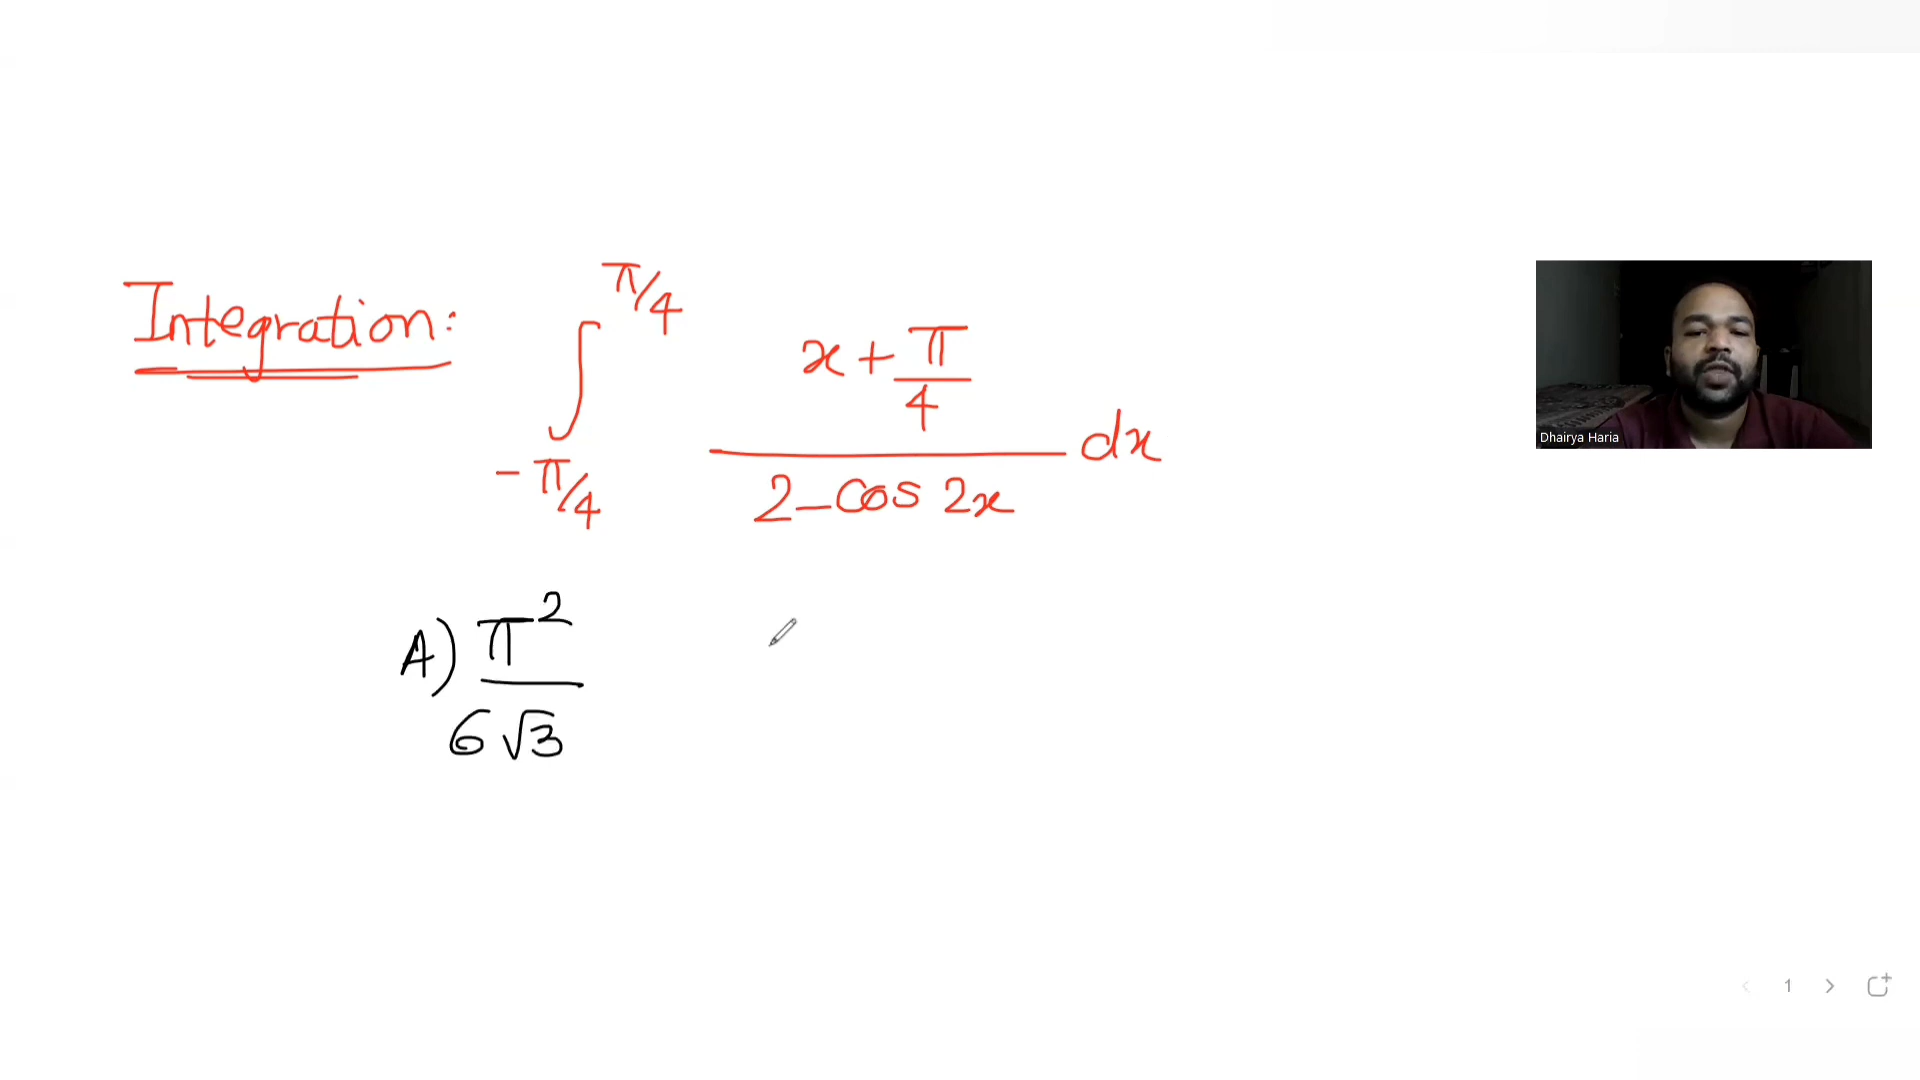 Integration: ∫_{-π/4}^{π/4} (x + π/4)/(2 - cos 2x) dx
A) π²/(6√3)
Dhairya Haria
1